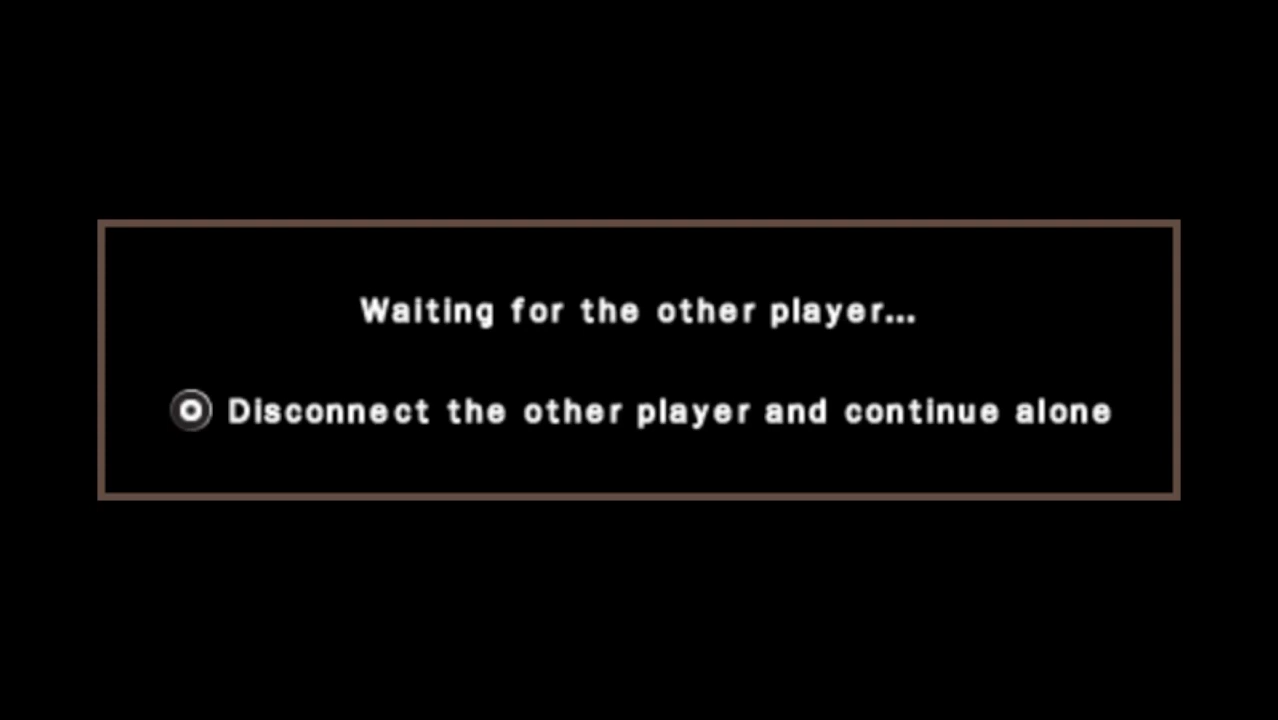 Waiting for the other player...
Disconnect the other player and continue alone